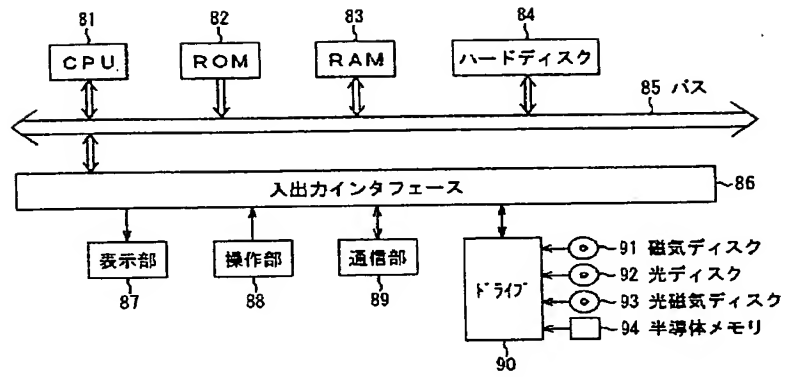 81
82
83
84
CPU
ROM
RAM
ハードディスク
85 バス
入出力インタフェース
86
表示部
操作部
通信部
ドライブ
91 磁気ディスク
92 光ディスク
93 光磁気ディスク
94 半導体メモリ
87
88
89
90